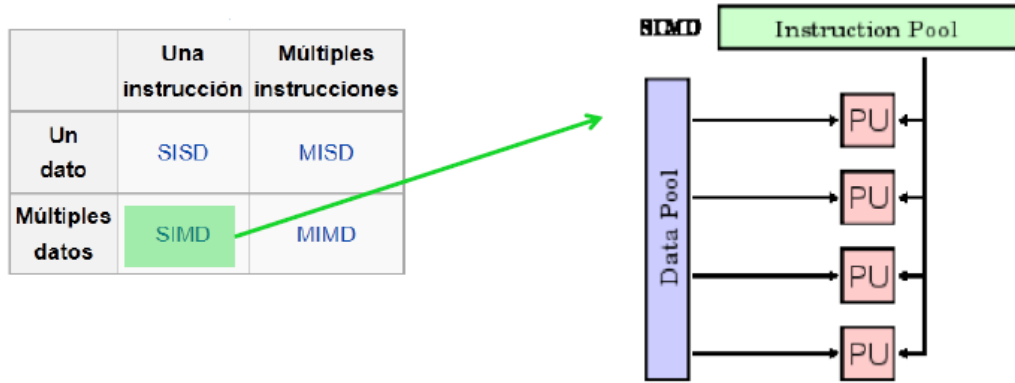 Una
instrucción
Múltiples
instrucciones
Un
dato
SISD
MISD
Múltiples
datos
SIMD
MIMD
SIMD
Instruction Pool
Data Pool
PU
PU
PU
PU